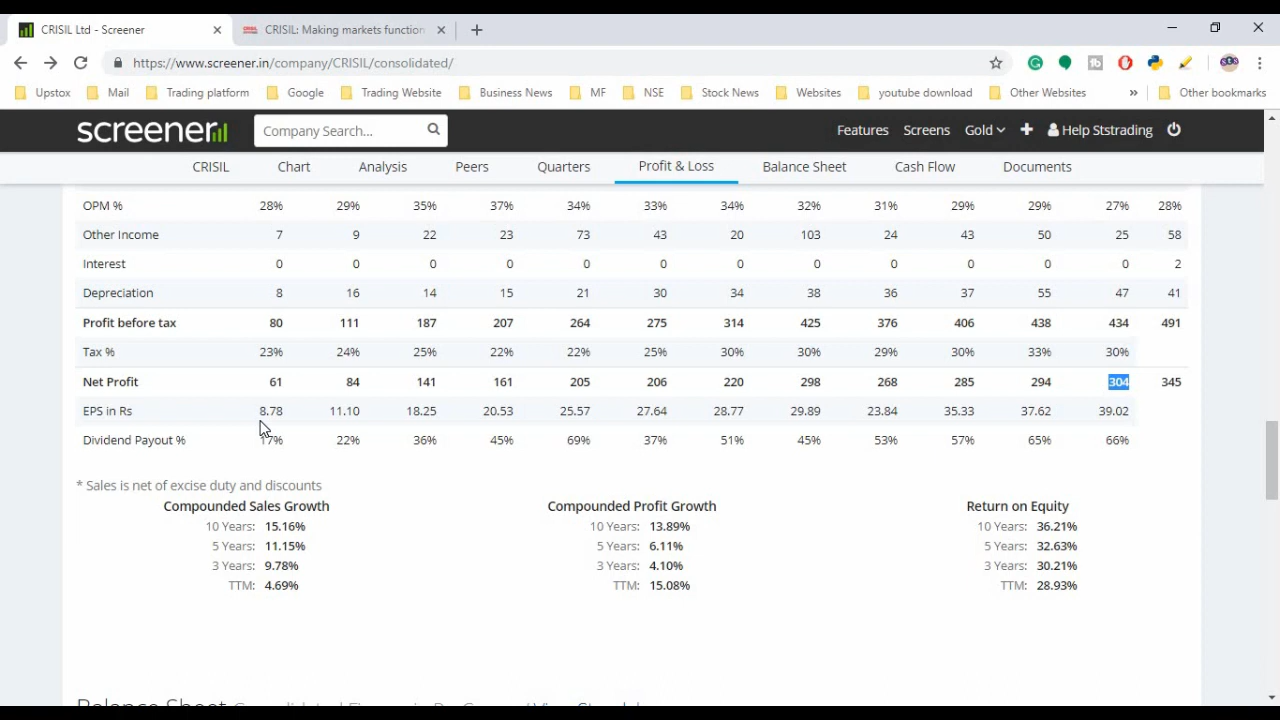 CRISIL Ltd - Screener
CRISIL: Making markets function
https://www.screener.in/company/CRISIL/consolidated/
Upstox Mail Trading platform Google Trading Website Business News MF NSE Stock News Websites youtube download Other Websites » Other bookmarks
screener Company Search... Features Screens Gold Help Ststrading
CRISIL Chart Analysis Peers Quarters Profit & Loss Balance Sheet Cash Flow Documents
OPM % 28% 29% 35% 37% 34% 33% 34% 32% 31% 29% 29% 27% 28%
Other Income 7 9 22 23 73 43 20 103 24 43 50 25 58
Interest 0 0 0 0 0 0 0 0 0 0 0 0 2
Depreciation 8 16 14 15 21 30 34 38 36 37 55 47 41
Profit before tax 80 111 187 207 264 275 314 425 376 406 438 434 491
Tax % 23% 24% 25% 22% 22% 25% 30% 30% 29% 30% 33% 30%
Net Profit 61 84 141 161 205 206 220 298 268 285 294 304 345
EPS in Rs 8.78 11.10 18.25 20.53 25.57 27.64 28.77 29.89 23.84 35.33 37.62 39.02
Dividend Payout % 17% 22% 36% 45% 69% 37% 51% 45% 53% 57% 65% 66%
* Sales is net of excise duty and discounts
Compounded Sales Growth Compounded Profit Growth Return on Equity
10 Years: 15.16% 10 Years: 13.89% 10 Years: 36.21%
5 Years: 11.15% 5 Years: 6.11% 5 Years: 32.63%
3 Years: 9.78% 3 Years: 4.10% 3 Years: 30.21%
TTM: 4.69% TTM: 15.08% TTM: 28.93%
Balance Sheet